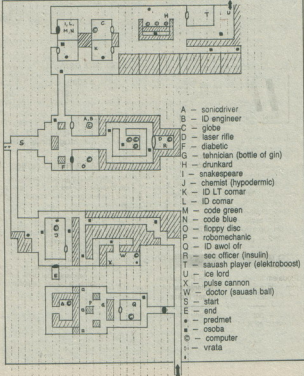 I, L,
M, N
C
H
T
U
K
A,B
S
P
O
J
X
W
A — sonicdriver
B — ID engineer
C — globe
D — laser rifle
F — diabetic
G — tehnician (bottle of gin)
H — drunkard
I — snakespeare
J — chemist (hypodermic)
K — ID LT comar
L — ID comar
M — code green
N — code blue
O — floppy disc
P — robomechanic
Q — ID awol ofr
R — sec officer (insulin)
T — sauash player (elektroboost)
U — ice lord
X — pulse cannon
W — doctor (sauash ball)
S — start
E — end
— predmet
— osoba
— computer
— vrata